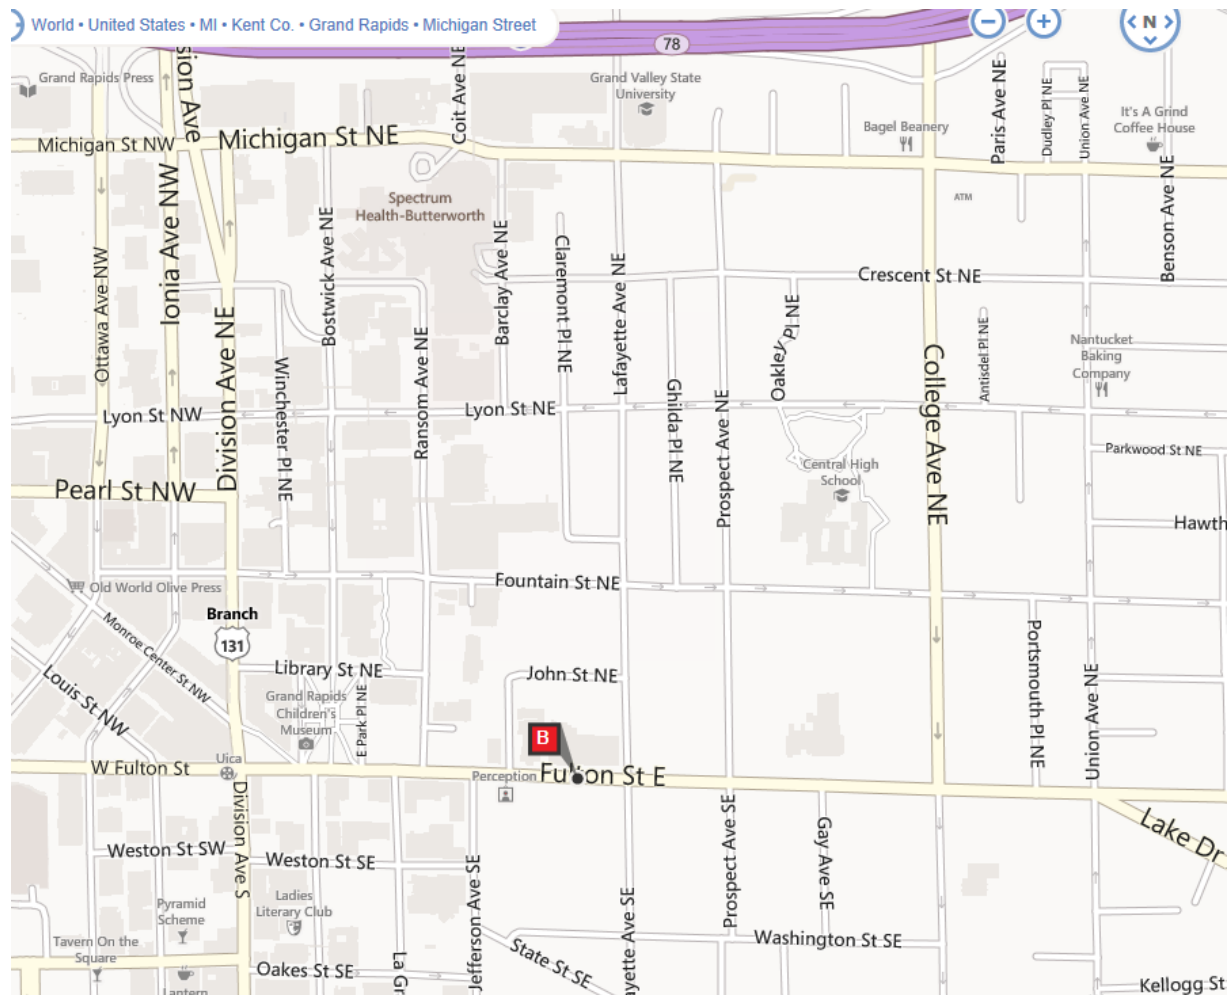 World • United States • MI • Kent Co. • Grand Rapids • Michigan Street
78
N
Grand Rapids Press
Division Ave
Coit Ave NE
Grand Valley State
University
Paris Ave NE
Dudley Pl NE
Union Ave NE
It's A Grind
Coffee House
Bagel Beanery
Michigan St NW
Michigan St NE
Spectrum
Health-Butterworth
ATM
Ottawa Ave NW
Ionia Ave NW
Division Ave NE
Bostwick Ave NE
Barclay Ave NE
Claremont Pl NE
Lafayette Ave NE
Crescent St NE
Benson Ave NE
Winchester Pl NE
Ransom Ave NE
Ghilda Pl NE
Prospect Ave NE
Oakley Pl NE
College Ave NE
Antisdel Pl NE
Nantucket
Baking
Company
Lyon St NW
Lyon St NE
Parkwood St NE
Central High
School
Pearl St NW
Hawth
Old World Olive Press
Fountain St NE
Branch
131
Monroe Center St NW
Louis St NW
Library St NE
John St NE
Portsmouth Pl NE
Union Ave NE
Grand Rapids
Children's
Museum
E Park Pl NE
B
W Fulton St
Uica
Perception
Fulton St E
Division Ave S
Weston St SW
Weston St SE
Jefferson Ave SE
Prospect Ave SE
Gay Ave SE
Lake Dr
Pyramid
Scheme
Ladies
Literary Club
Tavern On the
Square
yette Ave SE
Washington St SE
State St SE
Oakes St SE
La Gr
Kellogg St
Lantern